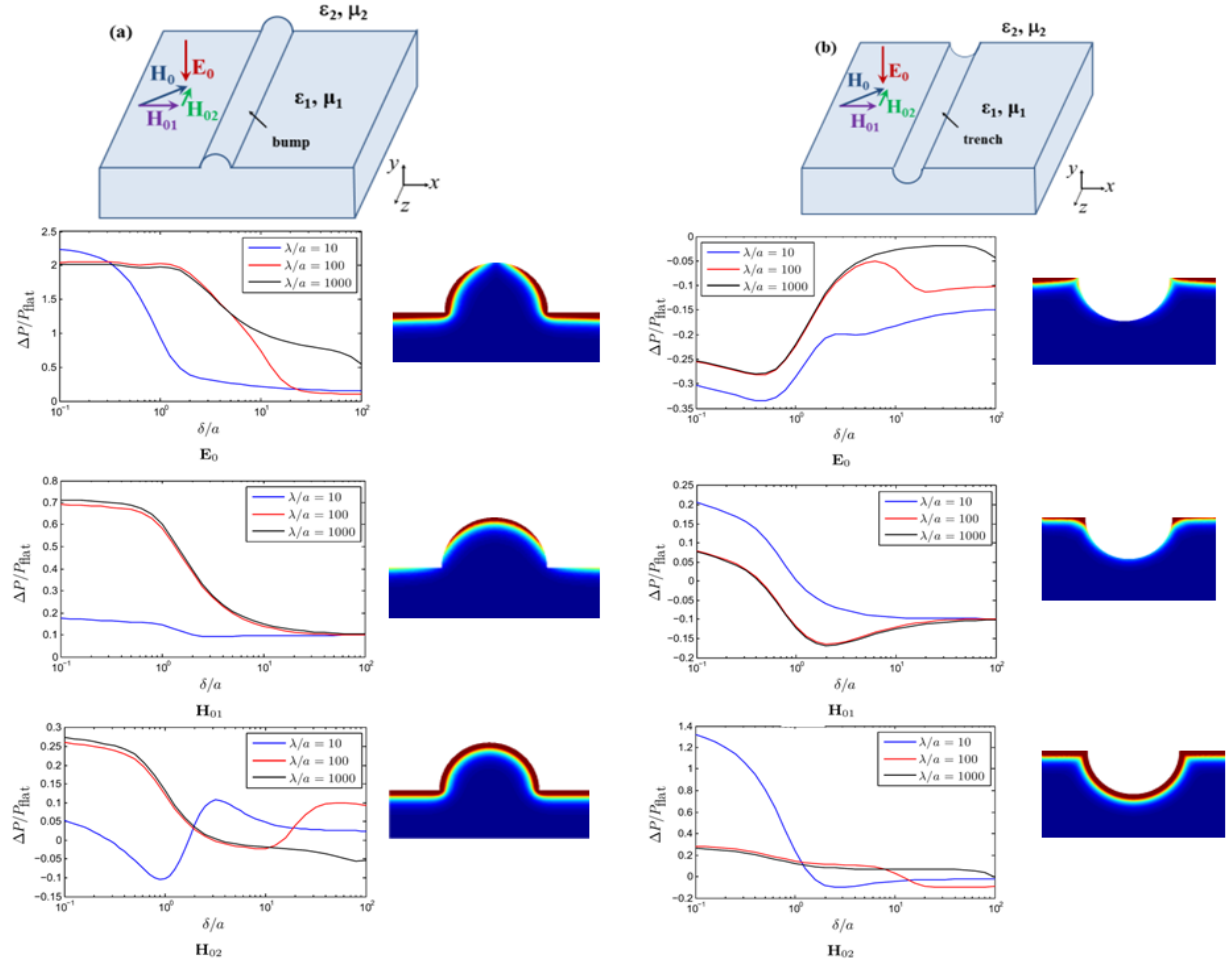 (a)
ε2, μ2
E0
H0
ε1, μ1
H02
H01
bump
y
x
z
2.5
2
1.5
1
0.5
0
ΔP/Pflat
λ/a = 10
λ/a = 100
λ/a = 1000
10^-1
10^0
10^1
10^2
δ/a
E0
0.8
0.7
0.6
0.5
0.4
0.3
0.2
0.1
0
ΔP/Pflat
λ/a = 10
λ/a = 100
λ/a = 1000
10^-1
10^0
10^1
10^2
δ/a
H01
0.3
0.25
0.2
0.15
0.1
0.05
0
−0.05
−0.1
−0.15
ΔP/Pflat
λ/a = 10
λ/a = 100
λ/a = 1000
10^-1
10^0
10^1
10^2
δ/a
H02
(b)
ε2, μ2
E0
H0
ε1, μ1
H02
H01
trench
y
x
z
0
−0.05
−0.1
−0.15
−0.2
−0.25
−0.3
−0.35
ΔP/Pflat
λ/a = 10
λ/a = 100
λ/a = 1000
10^-1
10^0
10^1
10^2
δ/a
E0
0.25
0.2
0.15
0.1
0.05
0
−0.05
−0.1
−0.15
−0.2
ΔP/Pflat
λ/a = 10
λ/a = 100
λ/a = 1000
10^-1
10^0
10^1
10^2
δ/a
H01
1.4
1.2
1
0.8
0.6
0.4
0.2
0
−0.2
ΔP/Pflat
λ/a = 10
λ/a = 100
λ/a = 1000
10^-1
10^0
10^1
10^2
δ/a
H02